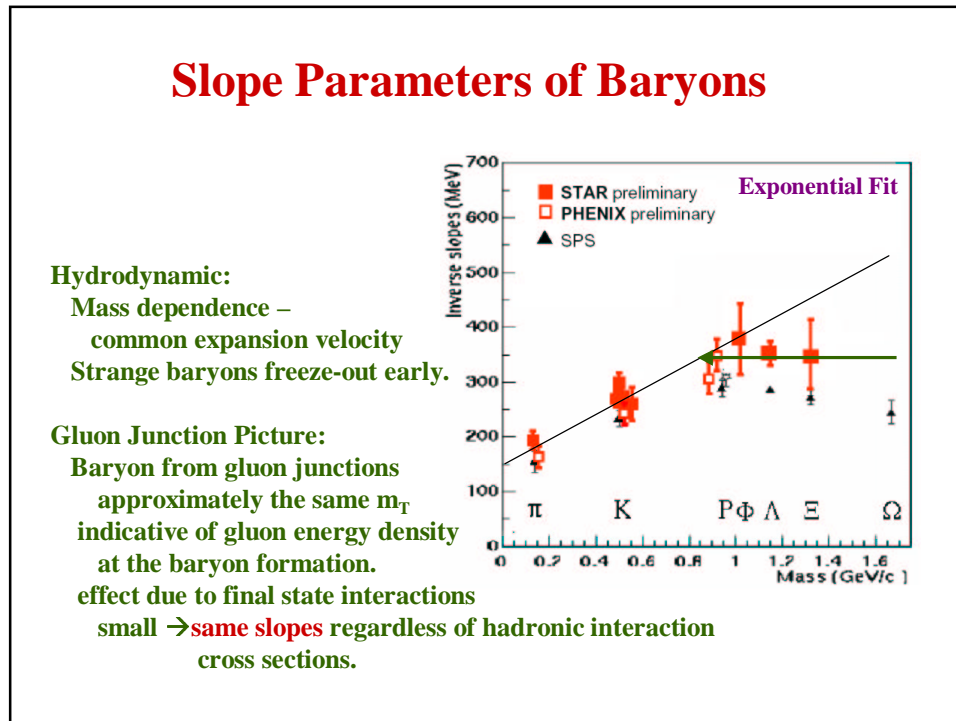 Slope Parameters of Baryons
Exponential Fit
STAR preliminary
PHENIX preliminary
SPS
Inverse slopes (MeV)
700
600
500
400
300
200
100
0
π
K
P
Φ
Λ
Ξ
Ω
0
0.2
0.4
0.6
0.8
1
1.2
1.4
1.6
Mass (GeV/c )
Hydrodynamic:
Mass dependence –
common expansion velocity
Strange baryons freeze-out early.
Gluon Junction Picture:
Baryon from gluon junctions
approximately the same mT
indicative of gluon energy density
at the baryon formation.
effect due to final state interactions
small →same slopes regardless of hadronic interaction
cross sections.